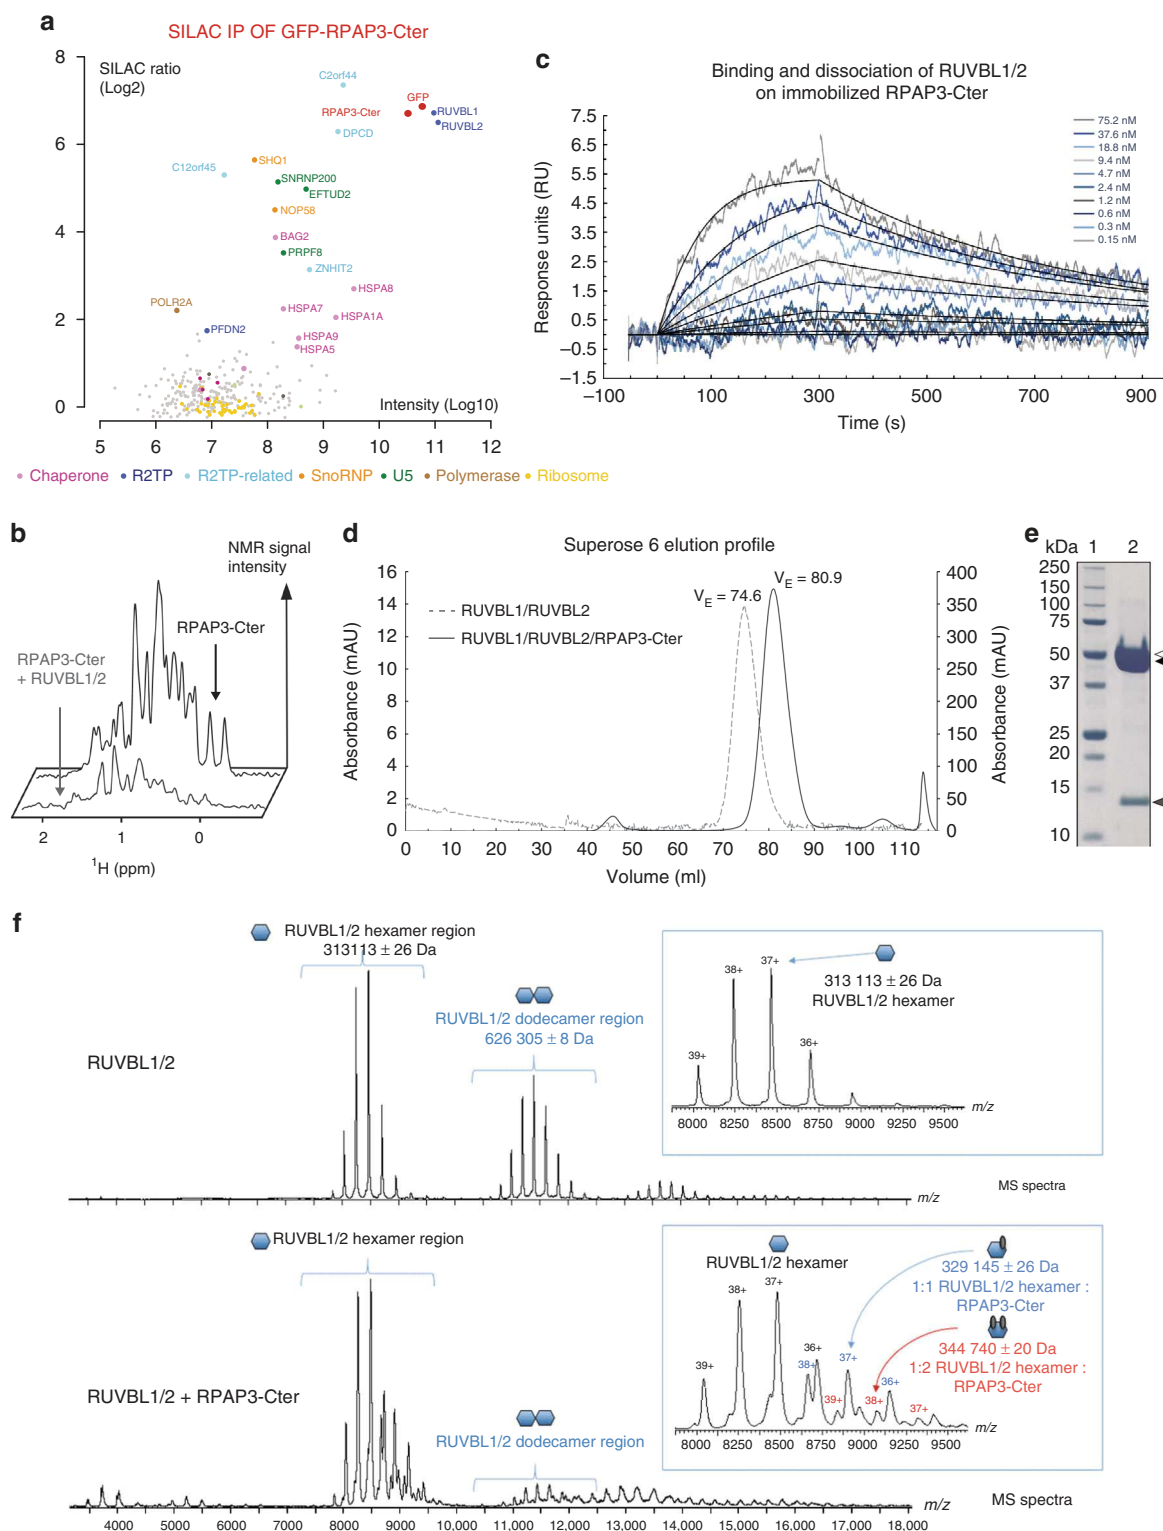 a
SILAC IP OF GFP-RPAP3-Cter
SILAC ratio
(Log2)
8
6
4
2
0
C2orf44
GFP
RPAP3-Cter
RUVBL1
RUVBL2
DPCD
SHQ1
C12orf45
SNRNP200
EFTUD2
NOP58
BAG2
PRPF8
ZNHIT2
HSPA8
POLR2A
HSPA7
HSPA1A
PFDN2
HSPA9
HSPA5
Intensity (Log10)
5 6 7 8 9 10 11 12
Chaperone R2TP R2TP-related SnoRNP U5 Polymerase Ribosome
c
Binding and dissociation of RUVBL1/2
on immobilized RPAP3-Cter
Response units (RU)
7.5
6.5
5.5
4.5
3.5
2.5
1.5
0.5
−0.5
−1.5
75.2 nM
37.6 nM
18.8 nM
9.4 nM
4.7 nM
2.4 nM
1.2 nM
0.6 nM
0.3 nM
0.15 nM
−100 100 300 500 700 900
Time (s)
b
NMR signal
intensity
RPAP3-Cter
RPAP3-Cter
+ RUVBL1/2
2 1 0
1H (ppm)
d
Superose 6 elution profile
Absorbance (mAU)
16
14
12
10
8
6
4
2
0
RUVBL1/RUVBL2
RUVBL1/RUVBL2/RPAP3-Cter
VE = 74.6
VE = 80.9
400
350
300
250
200
150
100
50
0
Absorbance (mAU)
0 10 20 30 40 50 60 70 80 90 100 110
Volume (ml)
e
kDa 1 2
250
150
100
75
50
37
25
20
15
10
f
RUVBL1/2 hexamer region
313113 ± 26 Da
RUVBL1/2 dodecamer region
626 305 ± 8 Da
RUVBL1/2
m/z
MS spectra
39+
38+
37+
36+
313 113 ± 26 Da
RUVBL1/2 hexamer
8000 8250 8500 8750 9000 9250 9500
m/z
RUVBL1/2 hexamer region
RUVBL1/2 + RPAP3-Cter
RUVBL1/2 dodecamer region
4000 6000 8000 10,000 11,000 12,000 13,000 14,000 15,000 16,000 17,000 18,000
m/z
MS spectra
RUVBL1/2 hexamer
329 145 ± 26 Da
1:1 RUVBL1/2 hexamer :
RPAP3-Cter
344 740 ± 20 Da
1:2 RUVBL1/2 hexamer :
RPAP3-Cter
39+
38+
37+
38+
36+
37+
39+
38+
36+
37+
8000 8250 8500 8750 9000 9250 9500
m/z